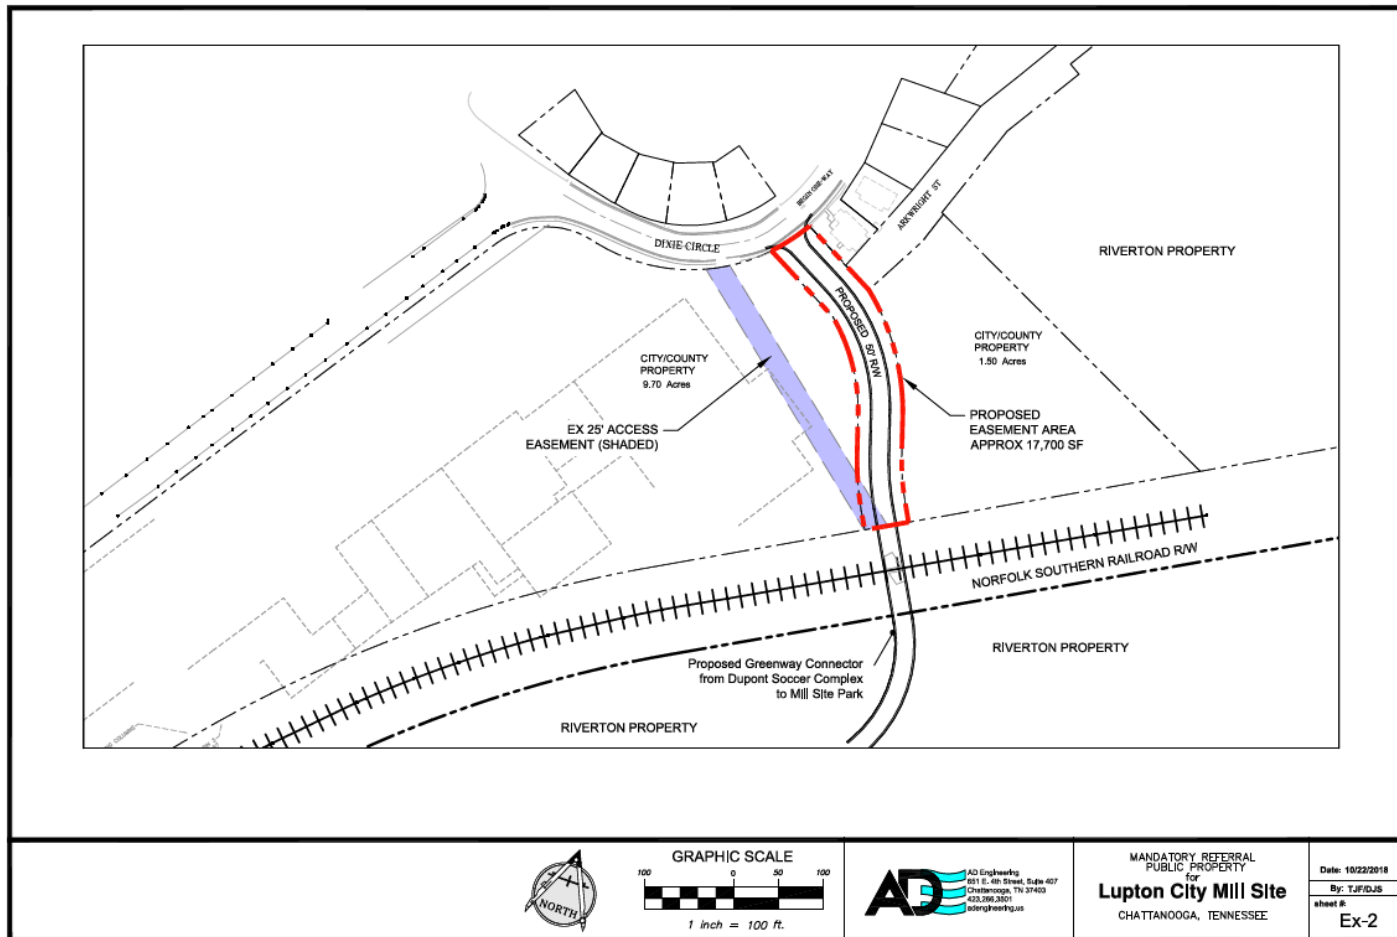 BEGIN ONE-WAY
DIXIE CIRCLE
ARKWRIGHT ST
RIVERTON PROPERTY
PROPOSED 50' R/W
CITY/COUNTY
PROPERTY
1.50 Acres
CITY/COUNTY
PROPERTY
9.70 Acres
EX 25' ACCESS
EASEMENT (SHADED)
PROPOSED
EASEMENT AREA
APPROX 17,700 SF
NORFOLK SOUTHERN RAILROAD R/W
RIVERTON PROPERTY
Proposed Greenway Connector
from Dupont Soccer Complex
to Mill Site Park
RIVERTON PROPERTY
NORTH
GRAPHIC SCALE
100 0 50 100
1 inch = 100 ft.
AD
AD Engineering
651 E. 4th Street, Suite 407
Chattanooga, TN 37403
423.266.3501
adengineering.us
MANDATORY REFERRAL
PUBLIC PROPERTY
for
Lupton City Mill Site
CHATTANOOGA, TENNESSEE
Date: 10/22/2018
By: TJF/DJS
sheet #:
Ex-2